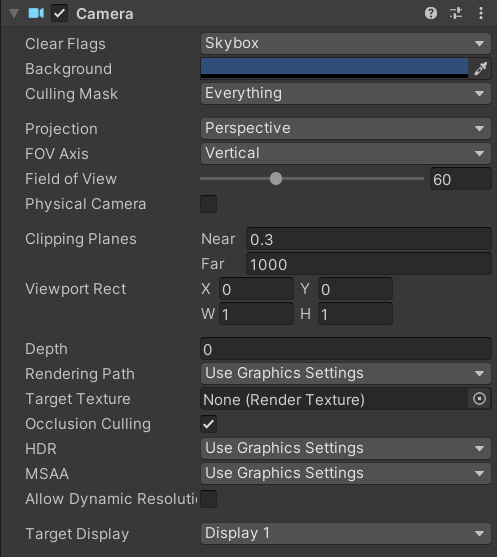 Camera
Clear Flags Skybox
Background
Culling Mask Everything
Projection Perspective
FOV Axis Vertical
Field of View 60
Physical Camera
Clipping Planes Near 0.3
Far 1000
Viewport Rect X 0 Y 0
W 1 H 1
Depth 0
Rendering Path Use Graphics Settings
Target Texture None (Render Texture)
Occlusion Culling
HDR Use Graphics Settings
MSAA Use Graphics Settings
Allow Dynamic Resoluti
Target Display Display 1